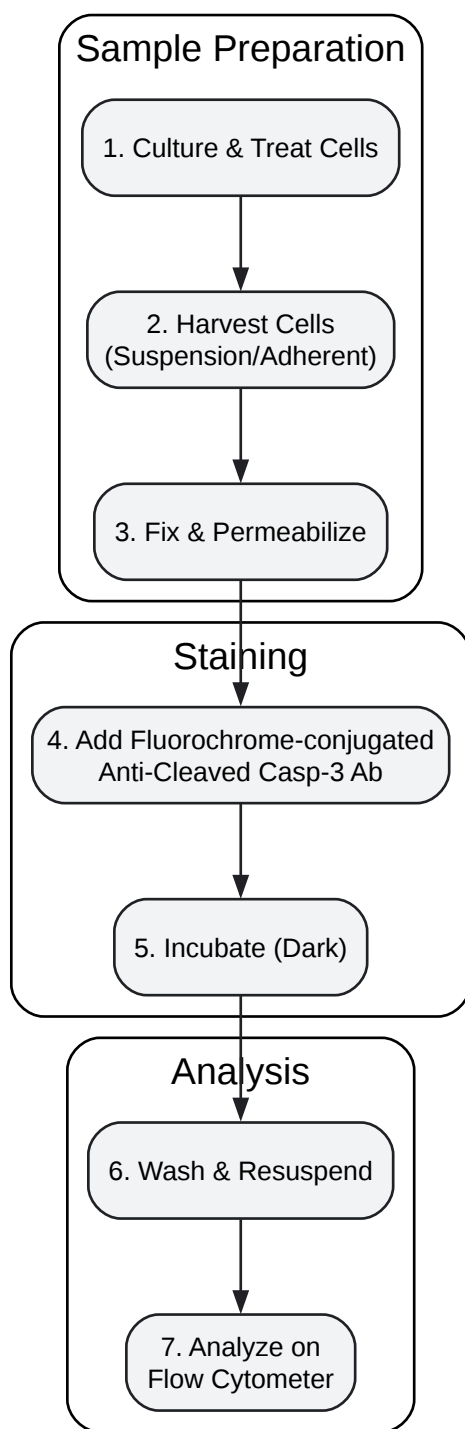 Sample Preparation
1. Culture & Treat Cells
2. Harvest Cells
(Suspension/Adherent)
3. Fix & Permeabilize
Staining
4. Add Fluorochrome-conjugated
Anti-Cleaved Casp-3 Ab
5. Incubate (Dark)
Analysis
6. Wash & Resuspend
7. Analyze on
Flow Cytometer